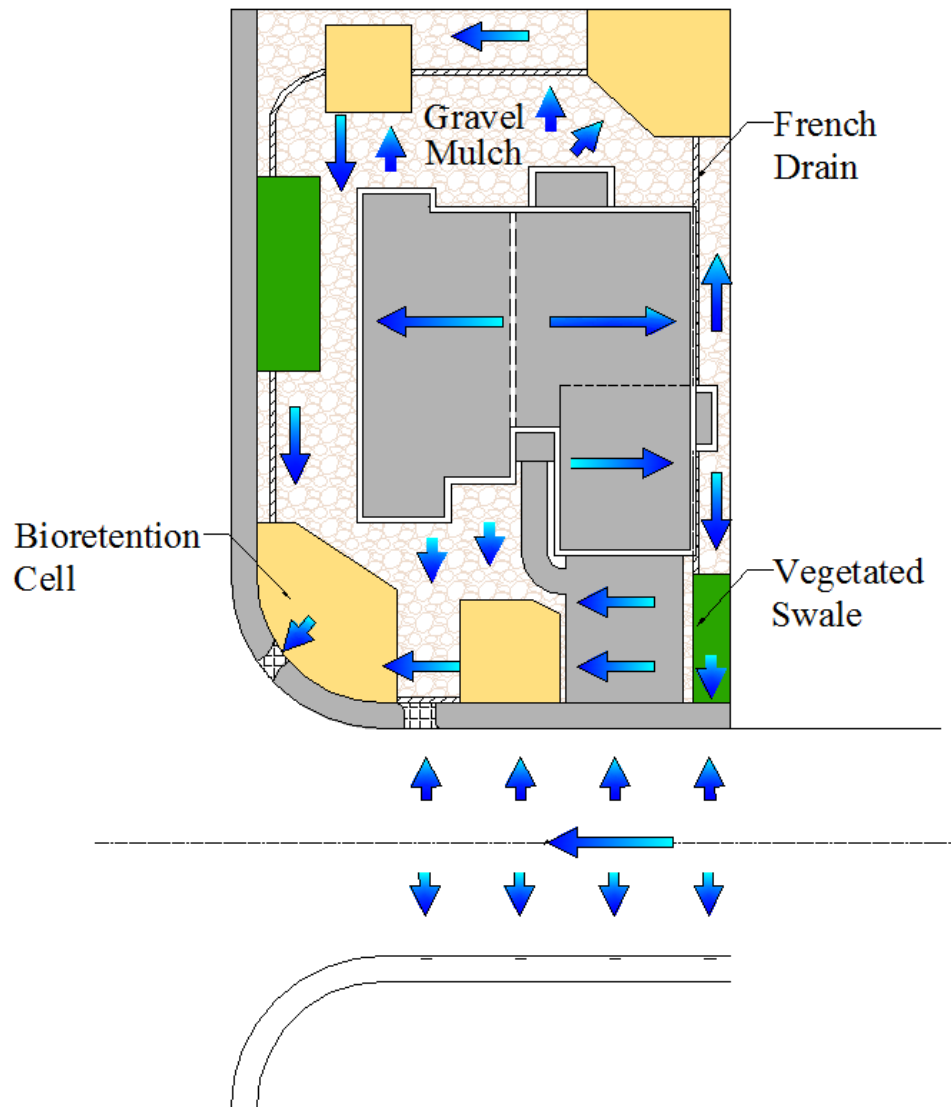 Gravel
Mulch
French
Drain
Bioretention
Cell
Vegetated
Swale